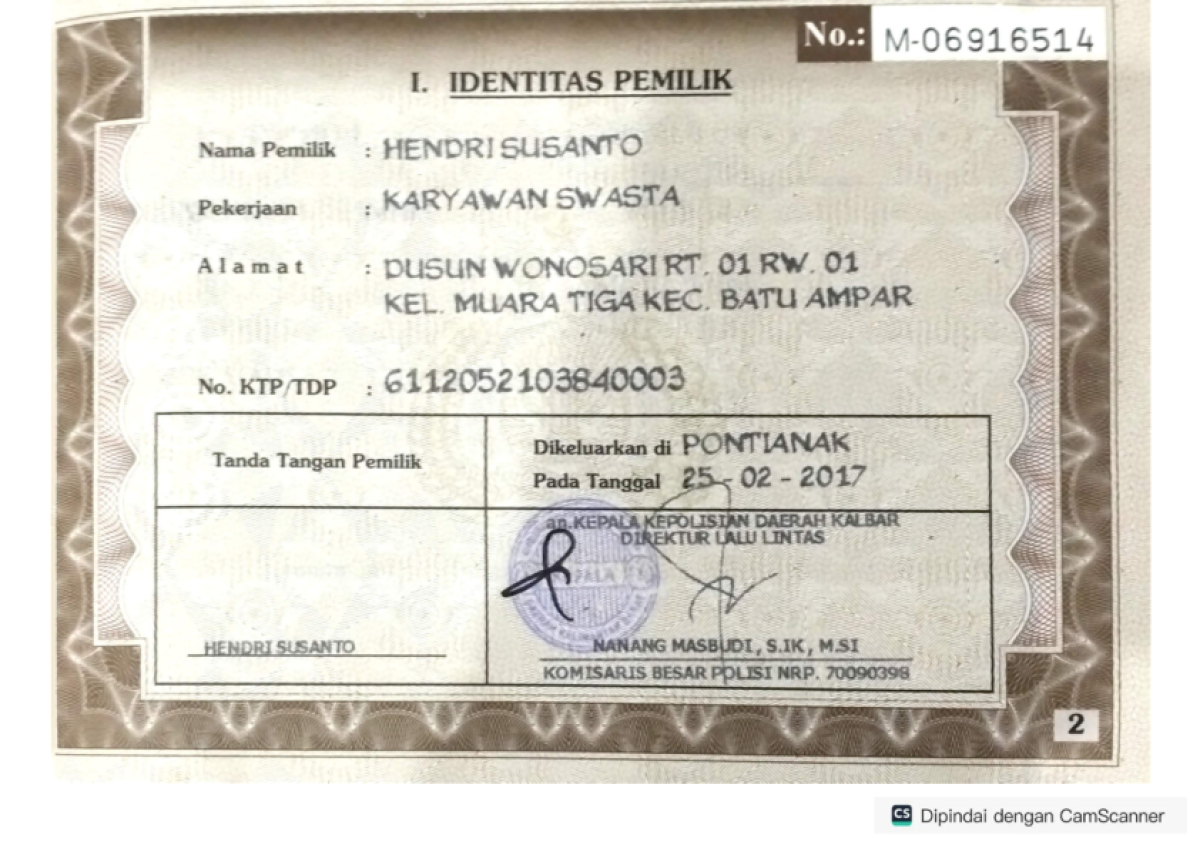 No.: M-06916514
I. IDENTITAS PEMILIK
Nama Pemilik : HENDRI SUSANTO
Pekerjaan : KARYAWAN SWASTA
Alamat : DUSUN WONOSARI RT. 01 RW. 01
KEL. MUARA TIGA KEC. BATU AMPAR
No. KTP/TDP : 6112052103840003
Tanda Tangan Pemilik
Dikeluarkan di PONTIANAK
Pada Tanggal 25 - 02 - 2017
an. KEPALA KEPOLISIAN DAERAH KALBAR
DIREKTUR LALU LINTAS
HENDRI SUSANTO
NANANG MASBUDI, S.IK, M.SI
KOMISARIS BESAR POLISI NRP. 70090398
2
CS Dipindai dengan CamScanner